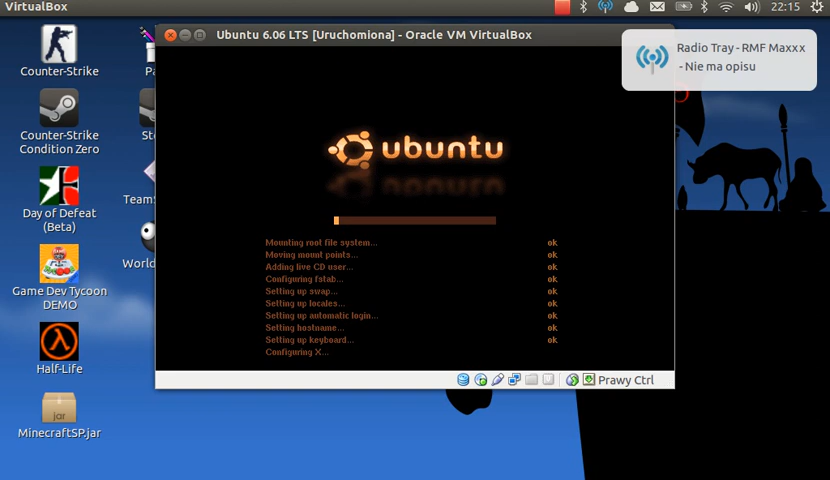 VirtualBox
22:15
Ubuntu 6.06 LTS [Uruchomiona] - Oracle VM VirtualBox
Radio Tray - RMF Maxxx
- Nie ma opisu
Counter-Strike
Pa
Counter-Strike
Condition Zero
Ste
Day of Defeat
(Beta)
TeamS
World
Game Dev Tycoon
DEMO
Half-Life
jar
MinecraftSP.jar
ubuntu
Mounting root file system... ok
Moving mount points... ok
Adding live CD user... ok
Configuring fstab... ok
Setting up swap... ok
Setting up locales... ok
Setting up automatic login... ok
Setting hostname... ok
Setting up keyboard... ok
Configuring X...
Prawy Ctrl